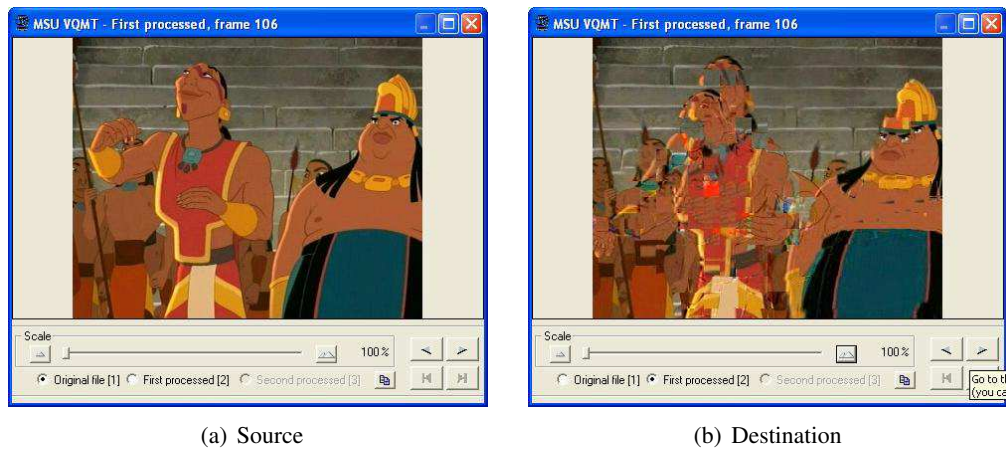 MSU VQMT - First processed, frame 106
Scale
100%
Original file [1] First processed [2] Second processed [3]
(a) Source
MSU VQMT - First processed, frame 106
Scale
100%
Original file [1] First processed [2] Second processed [3]
Go to
(you
(b) Destination